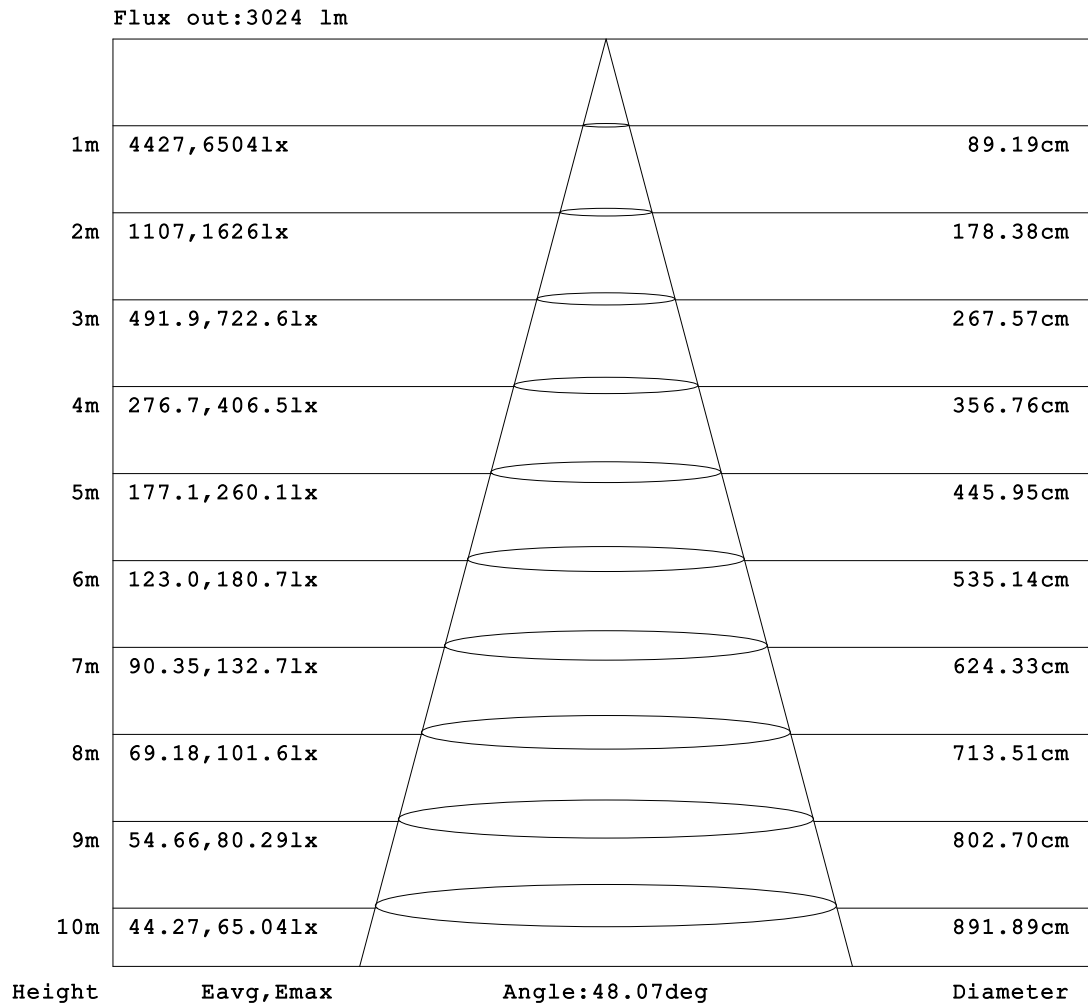 Flux out:3024 lm
1m 4427,6504lx 89.19cm
2m 1107,1626lx 178.38cm
3m 491.9,722.6lx 267.57cm
4m 276.7,406.5lx 356.76cm
5m 177.1,260.1lx 445.95cm
6m 123.0,180.7lx 535.14cm
7m 90.35,132.7lx 624.33cm
8m 69.18,101.6lx 713.51cm
9m 54.66,80.29lx 802.70cm
10m 44.27,65.04lx 891.89cm
Height Eavg,Emax Angle:48.07deg Diameter